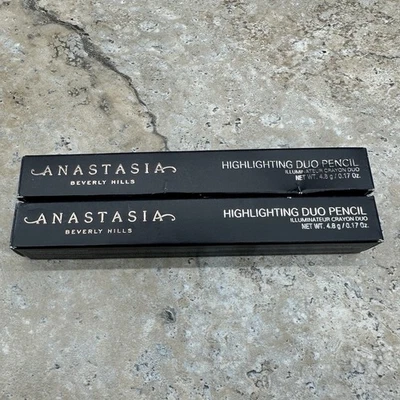 ANASTASIA
BEVERLY HILLS
HIGHLIGHTING DUO PENCIL
ILLUMINATEUR CRAYON DUO
NET WT. 4.8 g / 0.17 Oz.
ANASTASIA
BEVERLY HILLS
HIGHLIGHTING DUO PENCIL
ILLUMINATEUR CRAYON DUO
NET WT. 4.8 g / 0.17 Oz.